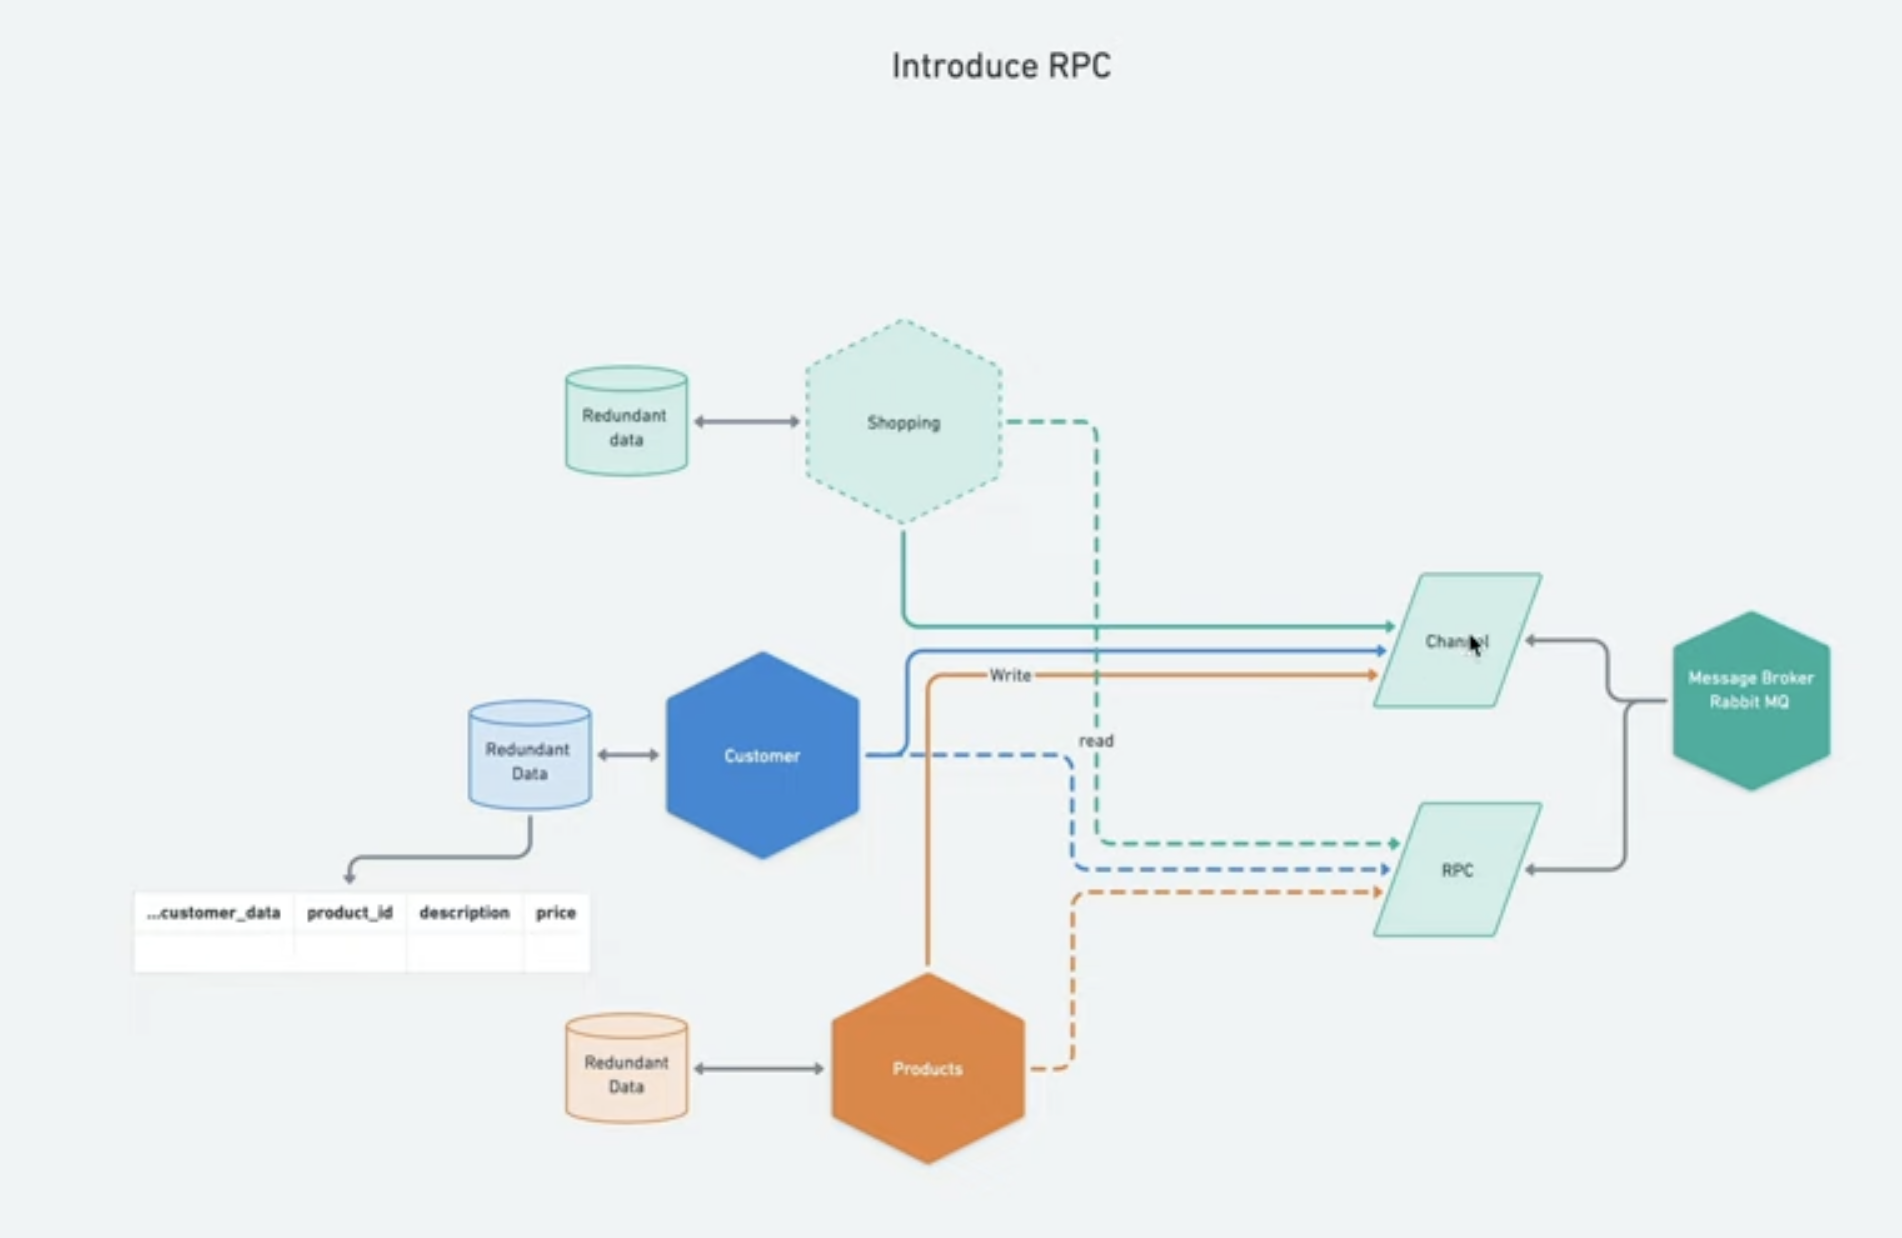 Introduce RPC
Redundant
data
Shopping
Channel
Write
Message Broker
Rabbit MQ
read
Redundant
Data
Customer
RPC
...customer_data product_id description price
Redundant
Data
Products